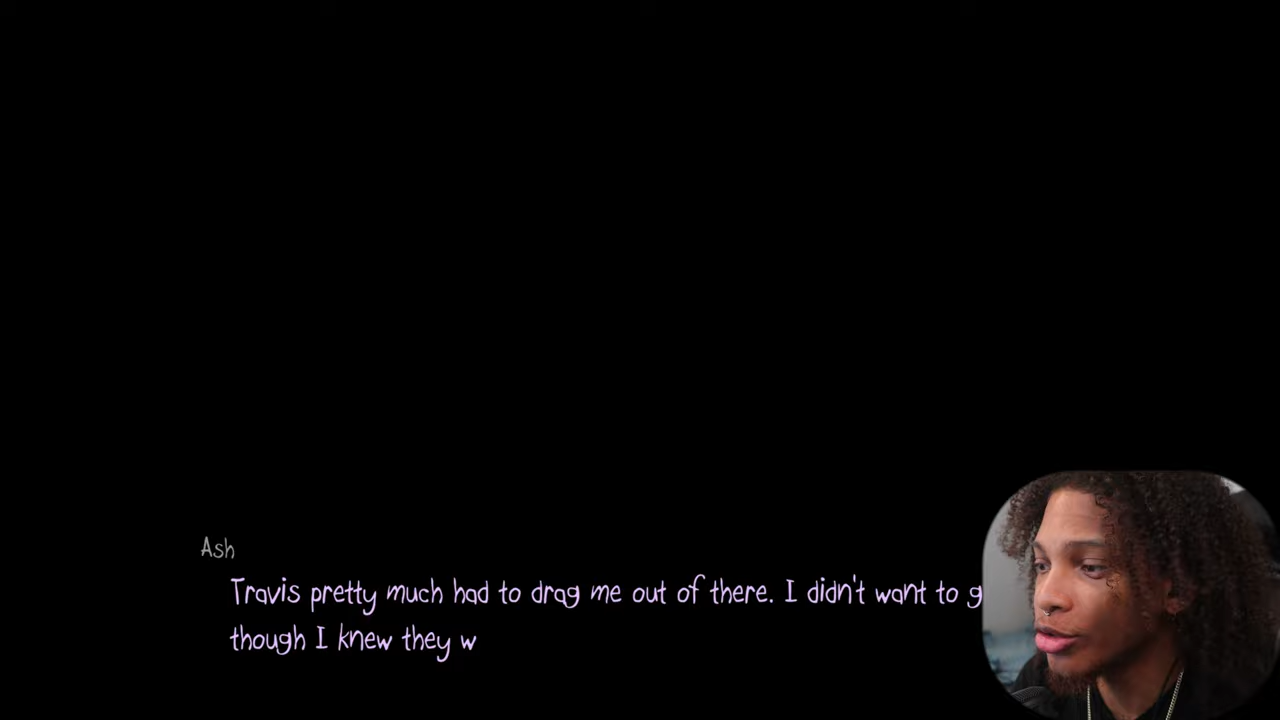 Ash
Travis pretty much had to drag me out of there. I didn't want to
though I knew they w